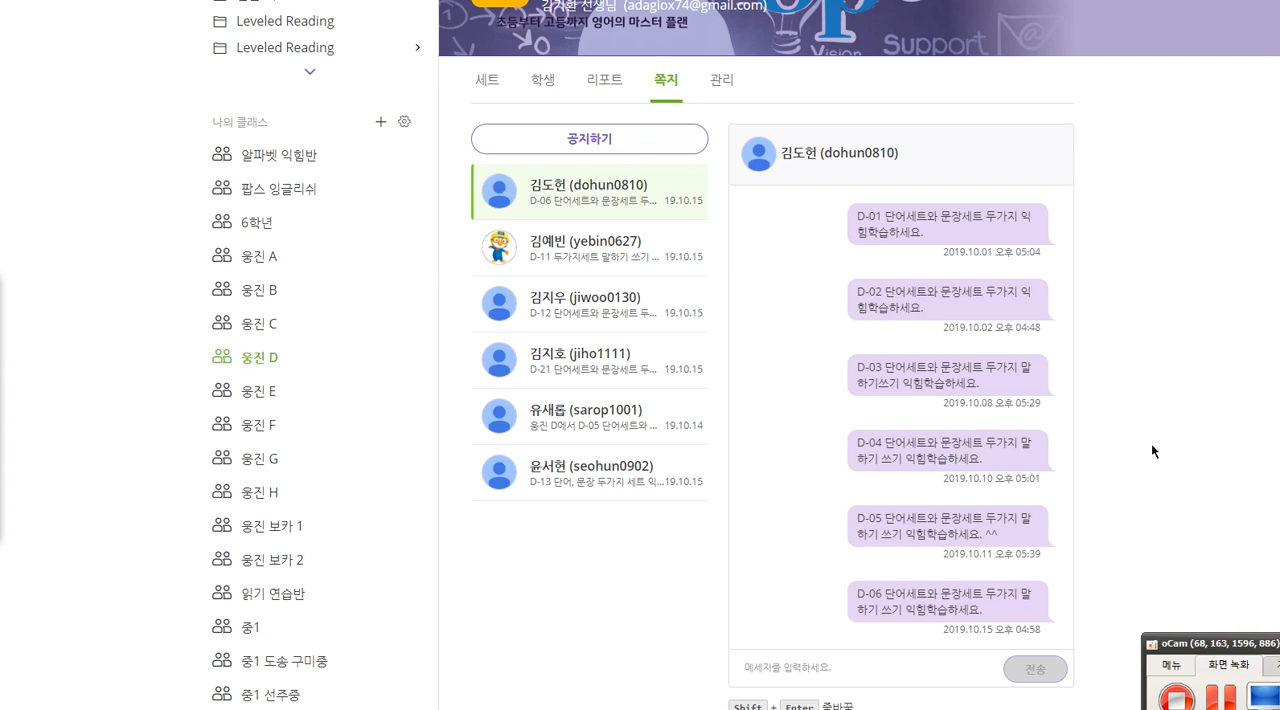 Leveled Reading
Leveled Reading
나의 클래스
알파벳 익힘반
팝스 잉글리쉬
6학년
웅진 A
웅진 B
웅진 C
웅진 D
웅진 E
웅진 F
웅진 G
웅진 H
웅진 보카 1
웅진 보카 2
읽기 연습반
중1
중1 도송 구미중
중1 선주중
김지환 선생님 (adagiox74@gmail.com)
초등부터 고등까지 영어의 마스터 플랜
Vision
Support
세트 학생 리포트 쪽지 관리
공지하기
김도헌 (dohun0810)
D-06 단어세트와 문장세트 두... 19.10.15
김예빈 (yebin0627)
D-11 두가지세트 말하기 쓰기 ... 19.10.15
김지우 (jiwoo0130)
D-12 단어세트와 문장세트 두... 19.10.15
김지호 (jiho1111)
D-21 단어세트와 문장세트 두... 19.10.15
유새롭 (sarop1001)
웅진 D에서 D-05 단어세트와 ... 19.10.14
윤서현 (seohun0902)
D-13 단어, 문장 두가지 세트 익...19.10.15
김도헌 (dohun0810)
D-01 단어세트와 문장세트 두가지 익
힘학습하세요.
2019.10.01 오후 05:04
D-02 단어세트와 문장세트 두가지 익
힘학습하세요.
2019.10.02 오후 04:48
D-03 단어세트와 문장세트 두가지 말
하기쓰기 익힘학습하세요.
2019.10.08 오후 05:29
D-04 단어세트와 문장세트 두가지 말
하기 쓰기 익힘학습하세요.
2019.10.10 오후 05:01
D-05 단어세트와 문장세트 두가지 말
하기 쓰기 익힘학습하세요. ^^
2019.10.11 오후 05:39
D-06 단어세트와 문장세트 두가지 말
하기 쓰기 익힘학습하세요.
2019.10.15 오후 04:58
메세지를 입력하세요.
전송
Shift + Enter 줄바꿈
oCam (68, 163, 1596, 886)
메뉴 화면 녹화